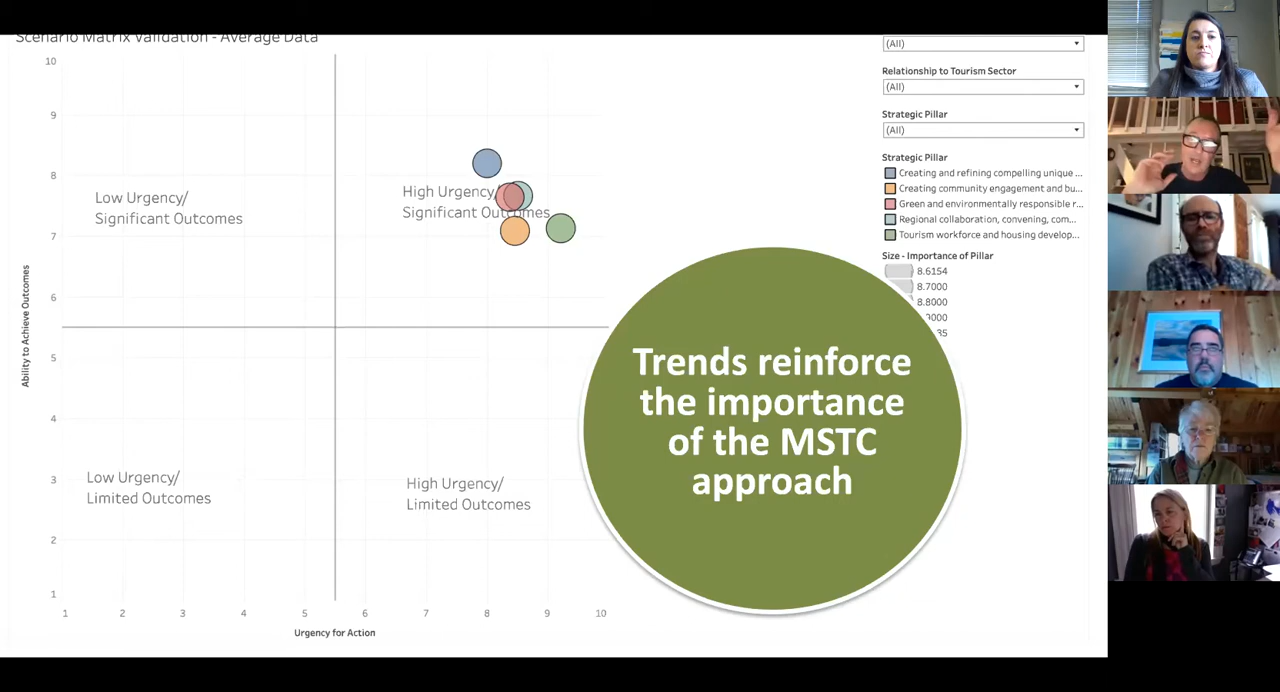 Scenario Matrix Validation - Average Data
10
9
8
7
6
5
4
3
2
1
Ability to Achieve Outcomes
Low Urgency/
Significant Outcomes
High Urgency/
Significant Outcomes
Low Urgency/
Limited Outcomes
High Urgency/
Limited Outcomes
1 2 3 4 5 6 7 8 9 10
Urgency for Action
(All)
Relationship to Tourism Sector
(All)
Strategic Pillar
(All)
Strategic Pillar
Creating and refining compelling unique ...
Creating community engagement and bu...
Green and environmentally responsible r...
Regional collaboration, convening, com...
Tourism workforce and housing develop...
Size - Importance of Pillar
8.6154
8.7000
8.8000
.9000
35
Trends reinforce
the importance
of the MSTC
approach